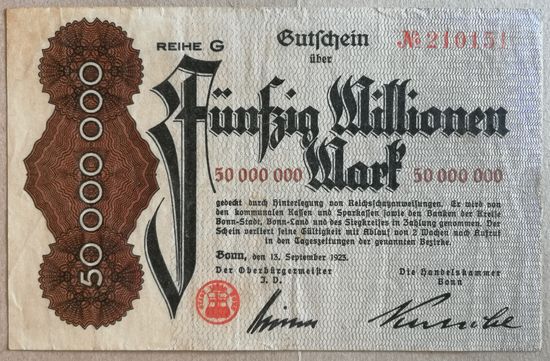 REIHE G
Gutschein
№ 210151
über
Fünfzig Millionen
Mark
50 000 000
50 000 000
50 000 000
gedeckt durch Hinterlegung von Reichsschatzanweisungen. Er wird von
den kommunalen Kassen und Sparkassen sowie den Banken der Kreise
Bonn-Stadt, Bonn-Land und des Siegkreises in Zahlung genommen. Der
Schein verliert seine Gültigkeit mit Ablauf von 2 Wochen nach Aufruf
in den Tageszeitungen der genannten Bezirke.
Bonn, den 13. September 1923.
Der Oberbürgermeister
J. V.
Die Handelskammer
Bonn